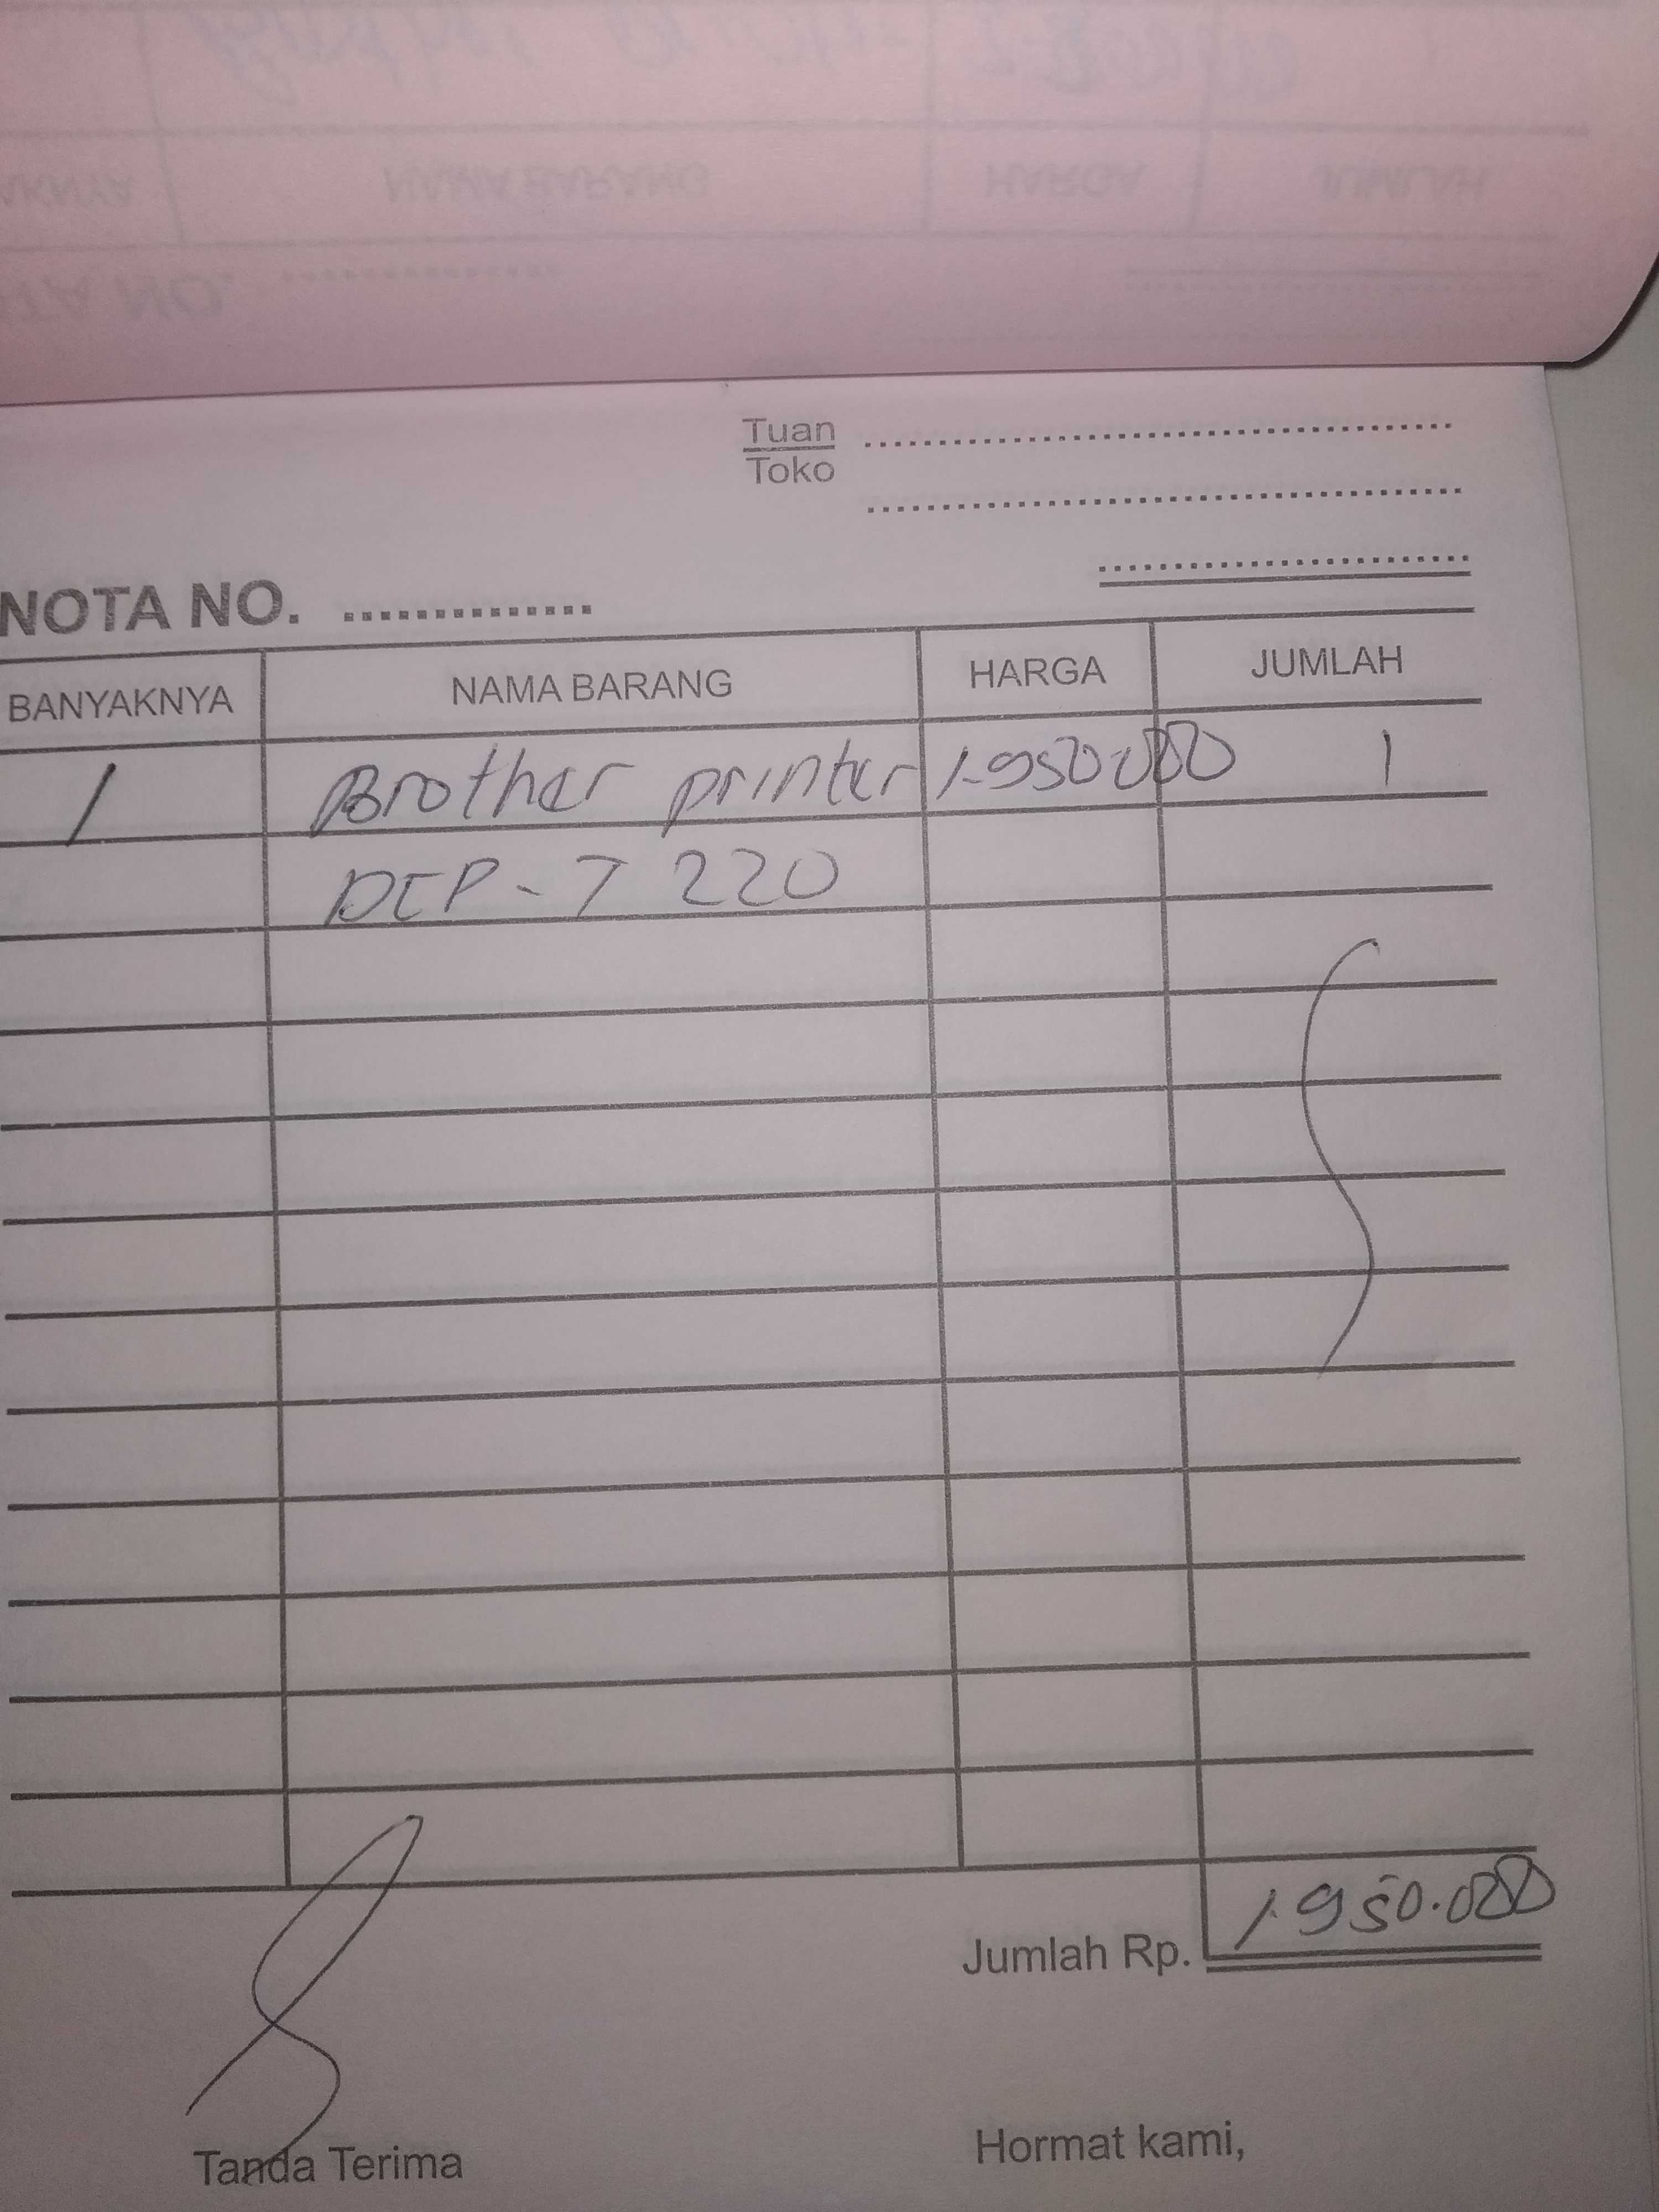 Tuan
Toko
NOTA NO. ..............
BANYAKNYA NAMA BARANG HARGA JUMLAH
1 Brother printer 1.950.000 1
DCP - T 220
Jumlah Rp. 1.950.000
Tanda Terima Hormat kami,